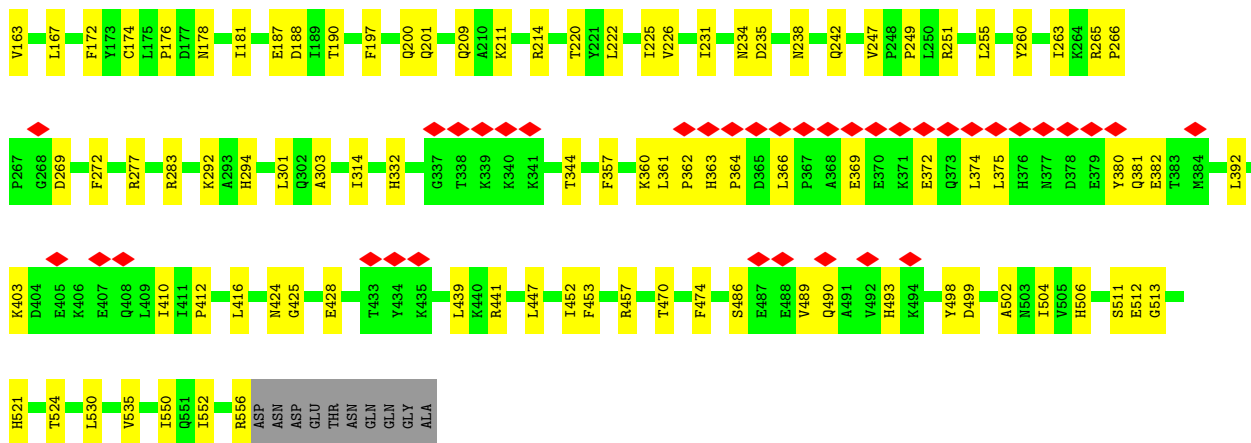 V163 L167 F172 Y173 C174 L175 P176 D177 N178 I181 E187 D188 I189 T190 F197 Q200 Q201 Q209 A210 K211 R214 T220 Y221 L222 I225 V226 I231 N234 D235 N238 Q242 V247 P248 P249 L250 R251 L255 Y260 I263 K264 R265 P266
P267 G268 D269 F272 R277 R283 K292 A293 H294 L301 Q302 A303 I314 H332 G337 T338 K339 K340 K341 T344 F357 K360 L361 P362 H363 P364 D365 L366 P367 A368 E369 E370 K371 E372 Q373 L374 L375 H376 N377 D378 E379 Y380 Q381 E382 T383 M384 L392
K403 D404 E405 K406 E407 Q408 L409 I410 I411 P412 L416 N424 G425 E428 T433 Y434 K435 L439 K440 R441 L447 I452 F453 R457 T470 F474 S486 E487 E488 V489 Q490 A491 V492 H493 K494 Y498 D499 A502 N503 I504 V505 H506 S511 E512 G513
H521 T524 L530 V535 I550 Q551 I552 R556 ASP ASN ASP GLU THR ASN GLN GLN GLY ALA